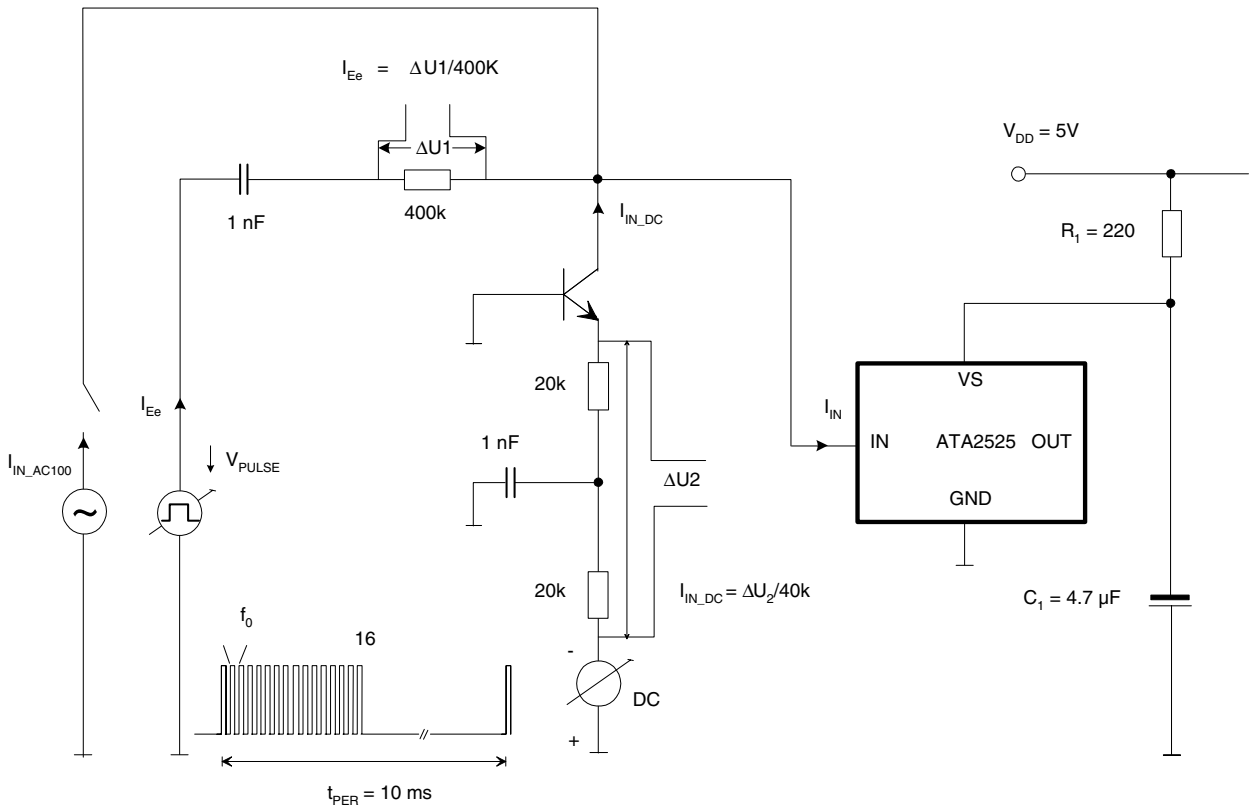 I_Ee = ΔU1/400K
ΔU1
V_DD = 5V
1 nF
400k
I_IN_DC
R_1 = 220
20k
VS
I_Ee
I_IN
1 nF
IN ATA2525 OUT
I_IN_AC100
V_PULSE
ΔU2
GND
~
20k
I_IN_DC = ΔU_2/40k
C_1 = 4.7 µF
f_0
16
-
DC
+
t_PER = 10 ms